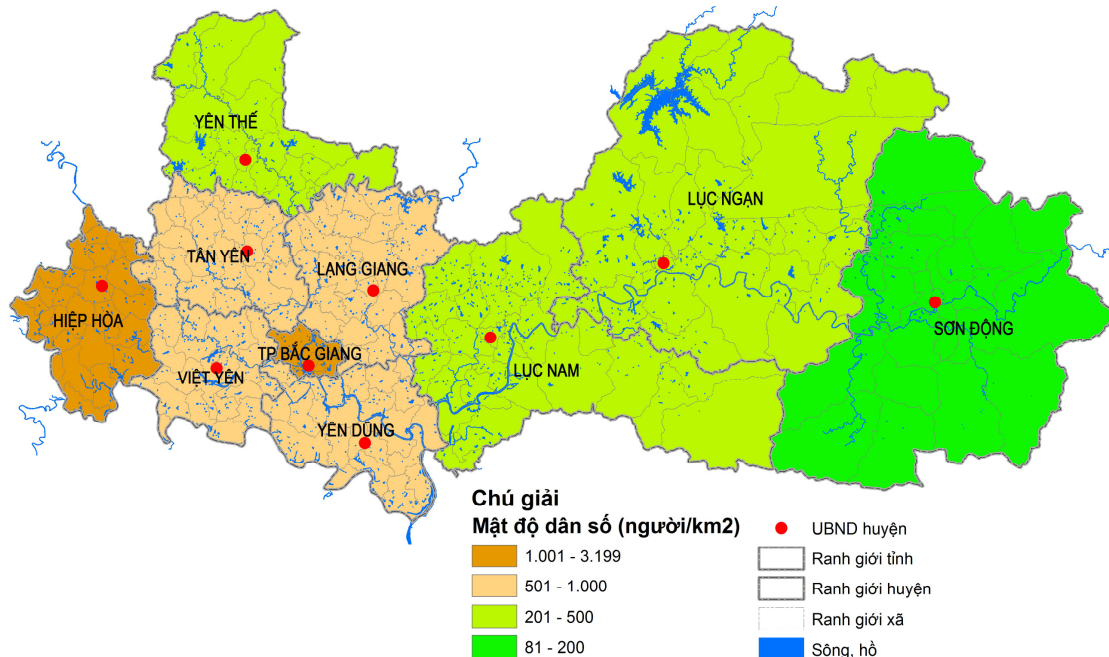 YÊN THẾ
LỤC NGẠN
TÂN YÊN
LẠNG GIANG
HIỆP HÒA
SƠN ĐỘNG
TP BẮC GIANG
VIỆT YÊN
LỤC NAM
YÊN DŨNG
Chú giải
Mật độ dân số (người/km2)
1.001 - 3.199
501 - 1.000
201 - 500
81 - 200
UBND huyện
Ranh giới tỉnh
Ranh giới huyện
Ranh giới xã
Sông, hồ